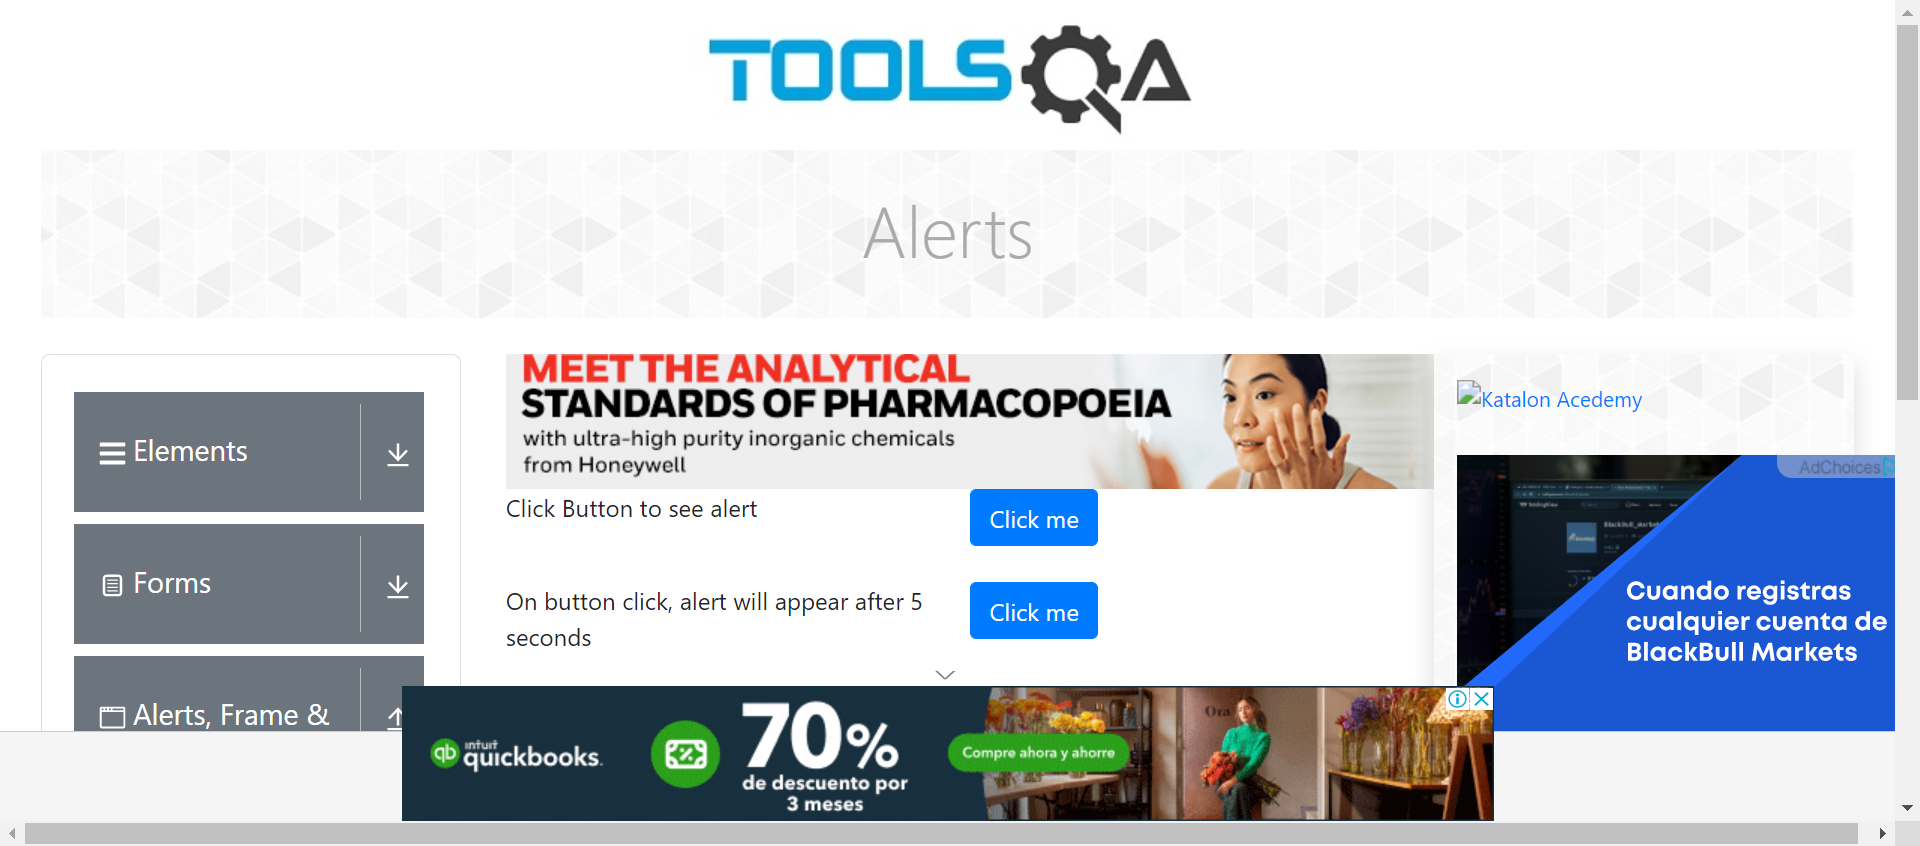 TOOLSQA
Alerts
Elements
Forms
Alerts, Frame &
MEET THE ANALYTICAL
STANDARDS OF PHARMACOPOEIA
with ultra-high purity inorganic chemicals
from Honeywell
Click Button to see alert
Click me
On button click, alert will appear after 5
seconds
Click me
Katalon Acedemy
AdChoices
Cuando registras
cualquier cuenta de
BlackBull Markets
intuit
qb quickbooks.
70%
de descuento por
3 meses
Compre ahora y ahorre
Ora